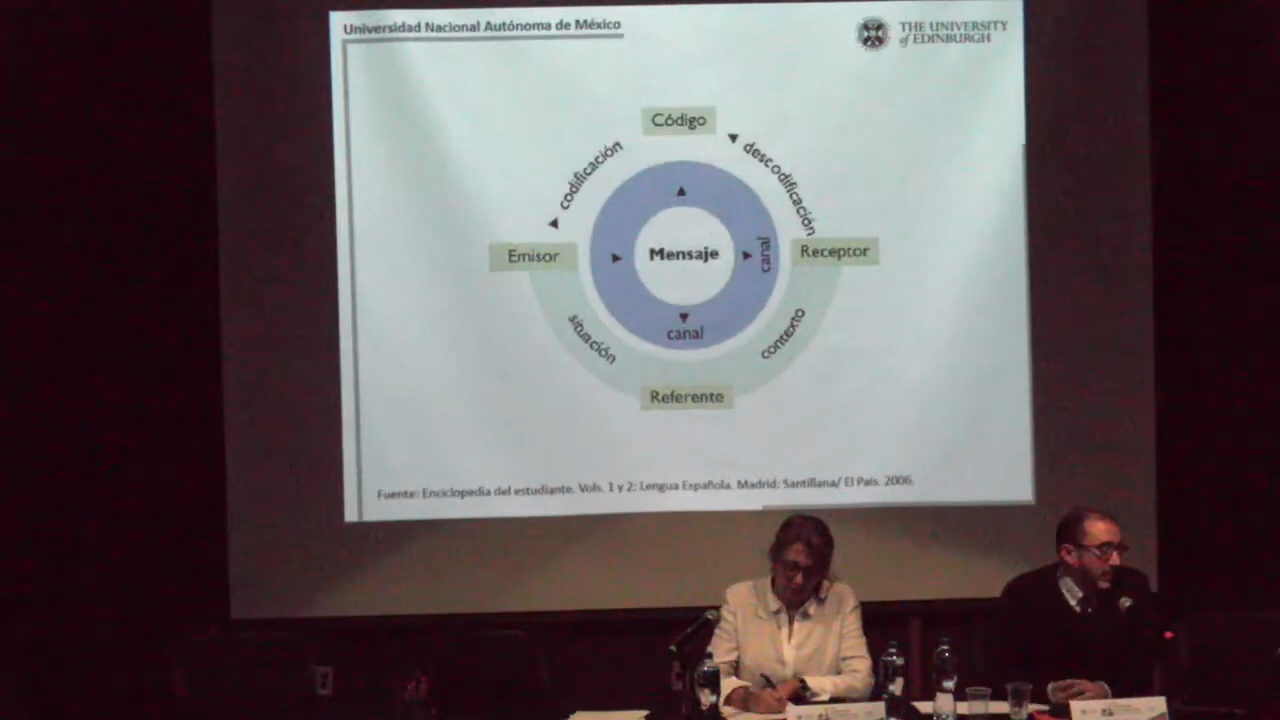 Universidad Nacional Autónoma de México
THE UNIVERSITY
of EDINBURGH
Código
codificación
descodificación
Emisor
Mensaje
canal
Receptor
canal
situación
contexto
Referente
Fuente: Enciclopedia del estudiante. Vols. 1 y 2: Lengua Española. Madrid: Santillana/ El País. 2006.